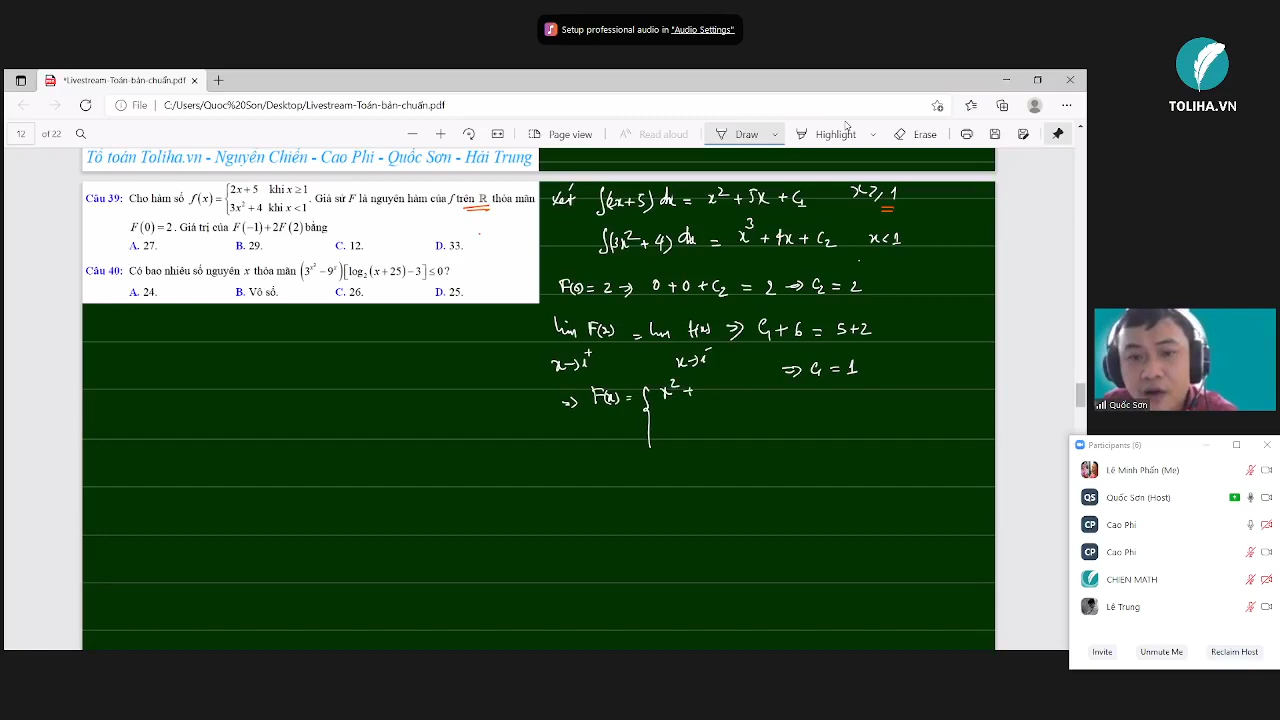 Setup professional audio in "Audio Settings"
TOLIHA.VN
*Livestream-Toán-bản-chuẩn.pdf
File C:/Users/Quoc%20Son/Desktop/Livestream-Toán-bản-chuẩn.pdf
12 of 22 Page view Read aloud Draw Highlight Erase
Tổ toán Toliha.vn - Nguyên Chiến - Cao Phi - Quốc Sơn - Hải Trung
Câu 39: Cho hàm số f(x) = { 2x+5 khi x ≥ 1
3x²+4 khi x < 1 . Giả sử F là nguyên hàm của f trên ℝ thỏa mãn
F(0) = 2. Giá trị của F(−1)+2F(2) bằng
A. 27. B. 29. C. 12. D. 33.
Câu 40: Có bao nhiêu số nguyên x thỏa mãn (3^{x²} − 9^x)[log₂(x+25) − 3] ≤ 0?
A. 24. B. Vô số. C. 26. D. 25.
∫(2x+5) dx = x² + 5x + C₁ x ≥ 1
∫(3x²+4) dx = x³ + 4x + C₂ x < 1
F(0) = 2 ⇒ 0 + 0 + C₂ = 2 ⇒ C₂ = 2
lim F(x) = lim f(x) ⇒ C₁ + 6 = 5+2
x→1⁺ x→1⁻ ⇒ C₁ = 1
⇒ F(x) = { x² +
Quốc Sơn
Participants (6)
Lê Minh Phấn (Me)
QS Quốc Sơn (Host)
CP Cao Phi
CP Cao Phi
CHIEN MATH
Lê Trung
Invite Unmute Me Reclaim Host